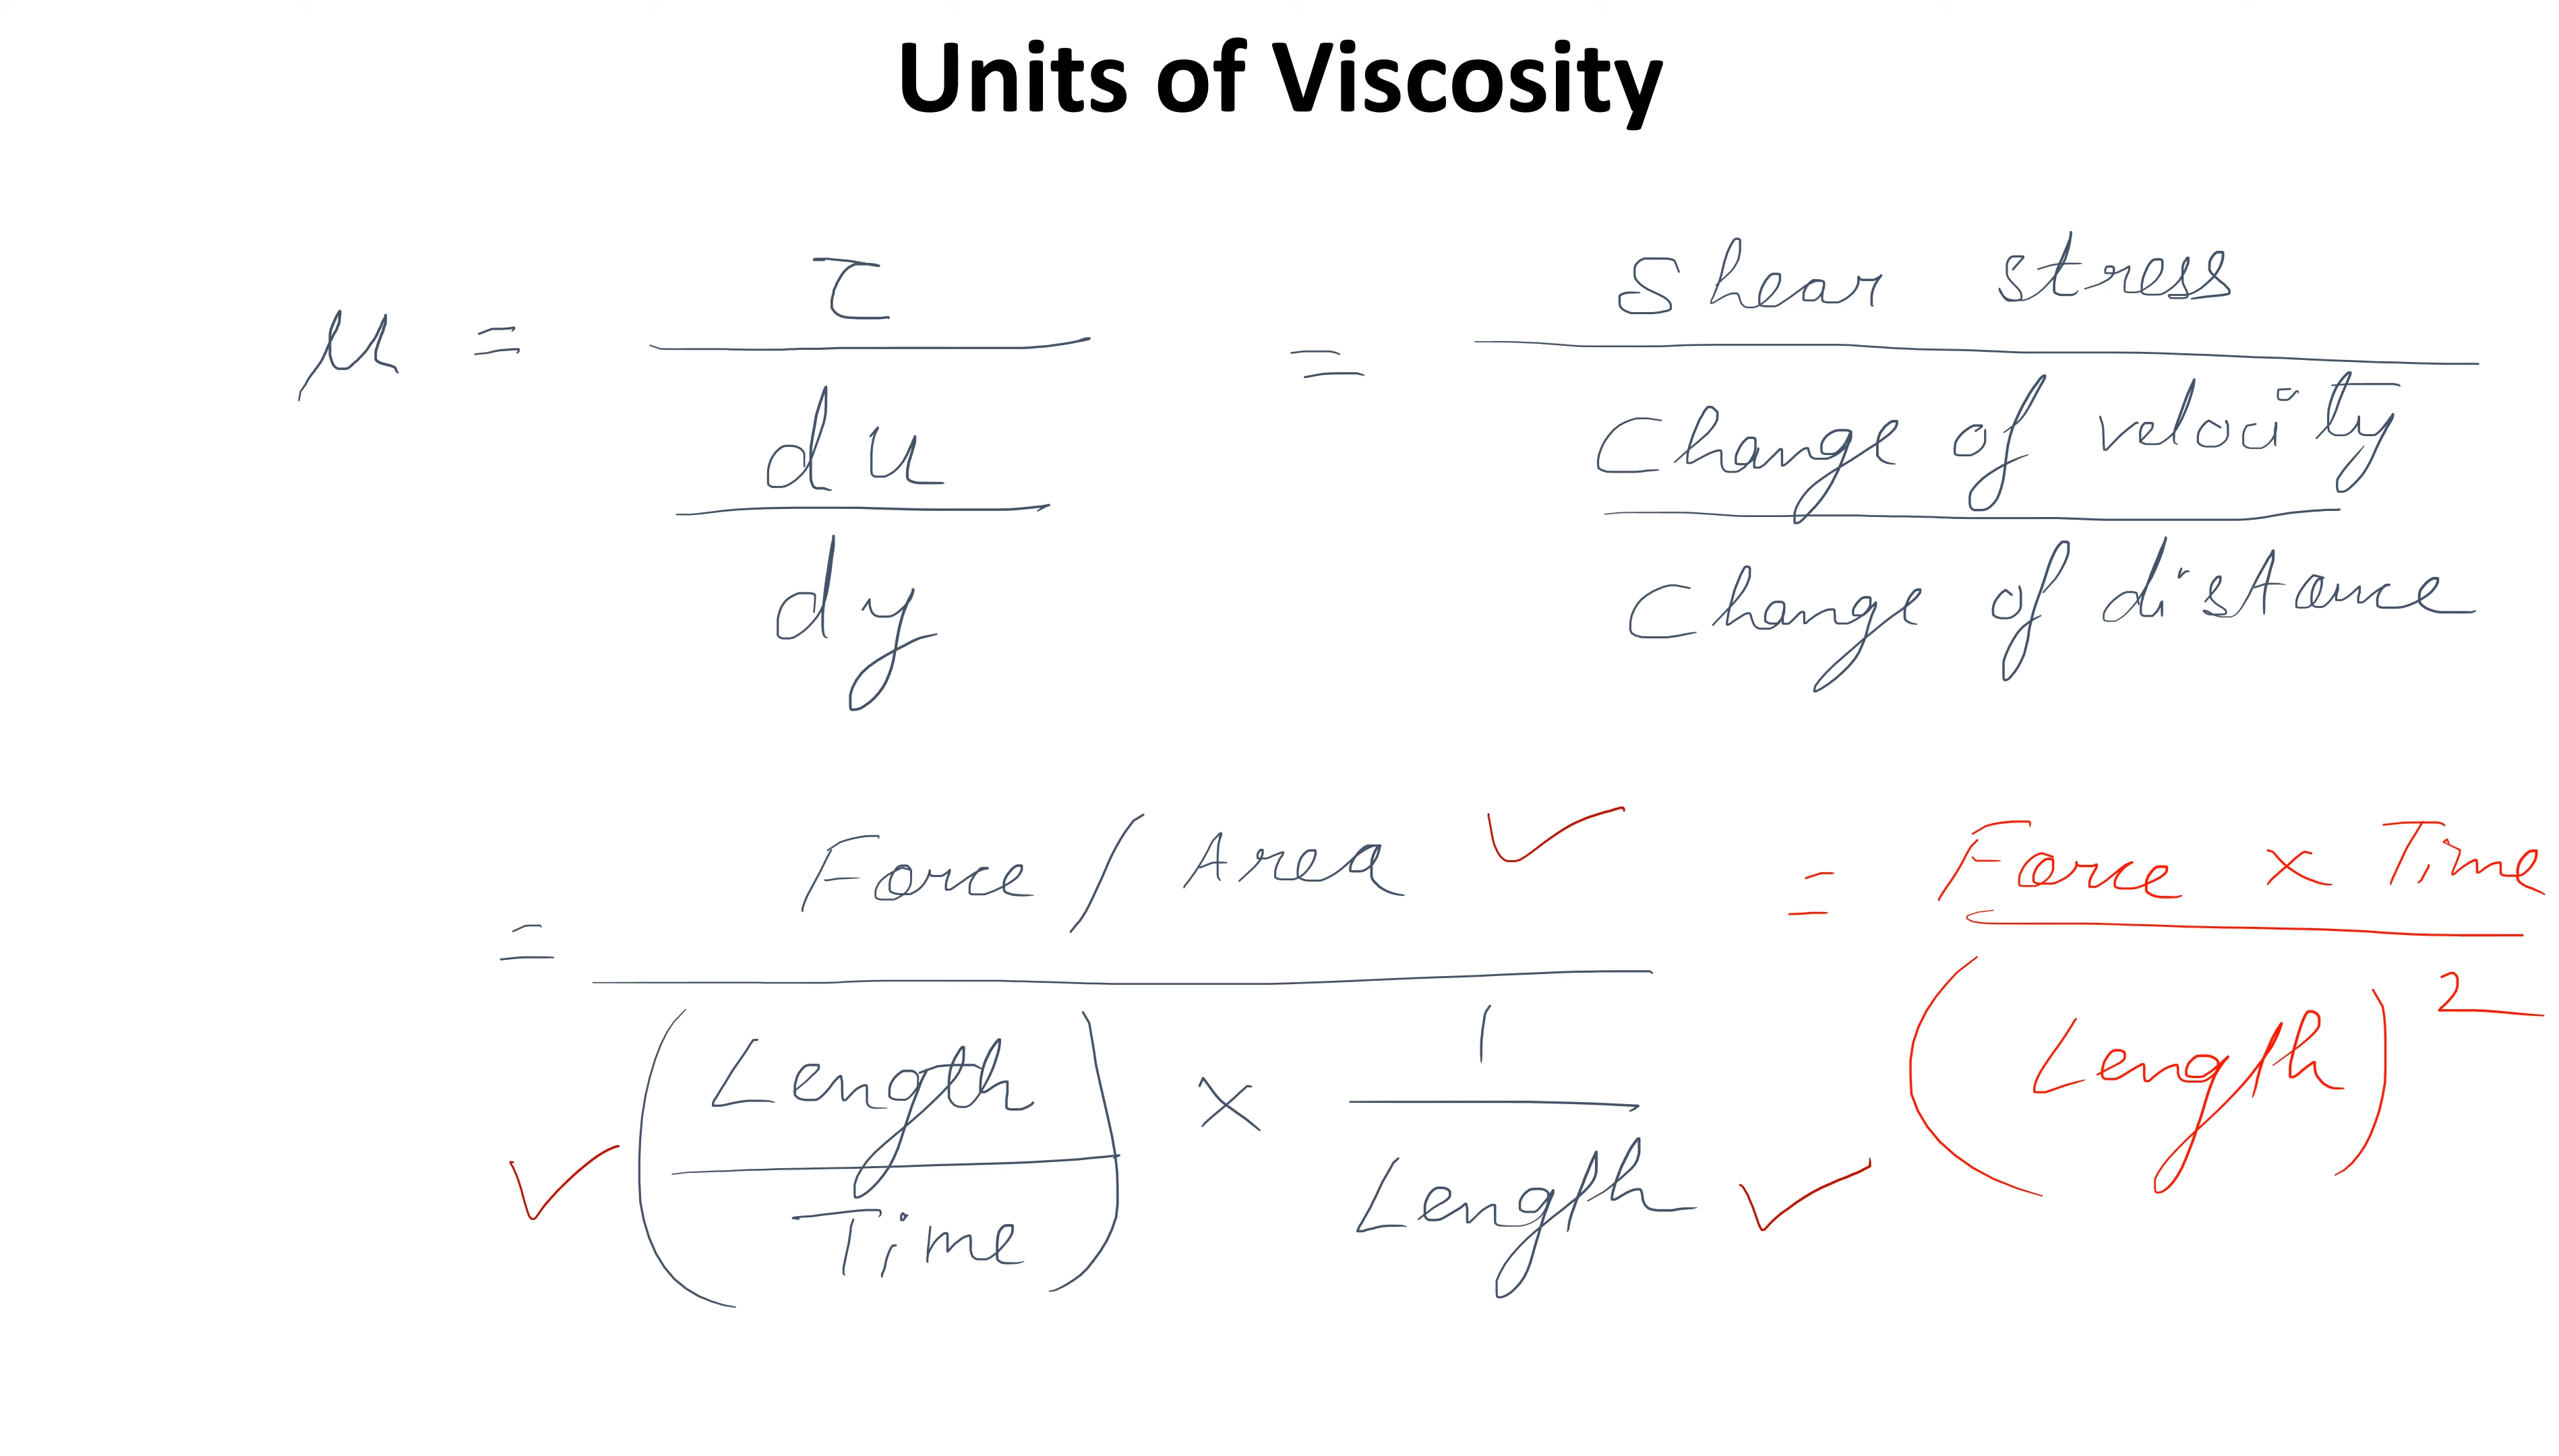 Units of Viscosity
μ = τ / (du / dy) = Shear stress / (Change of velocity / Change of distance)
= Force / Area / ((Length / Time) × 1 / Length) = Force × Time / (Length)²